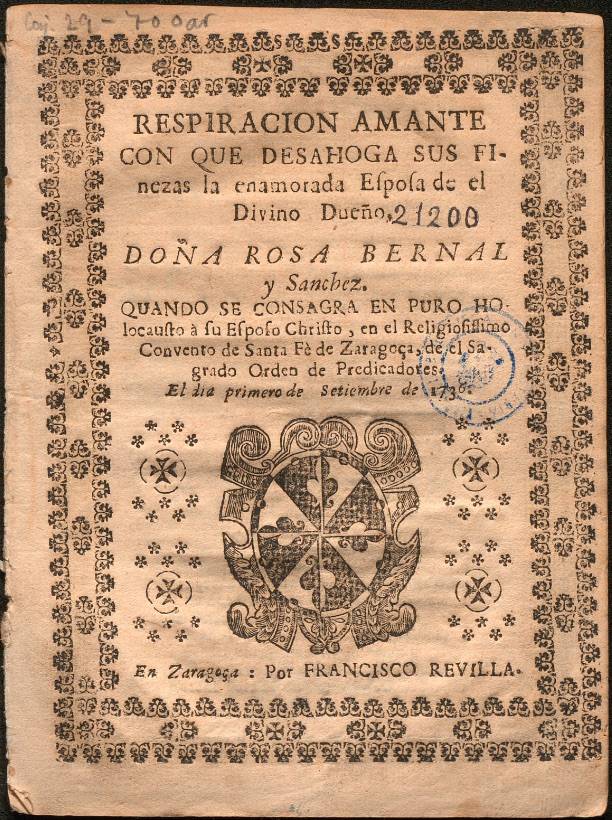 29-700ar
RESPIRACION AMANTE
CON QUE DESAHOGA SUS FI-
nezas la enamorada Esposa de el
Divino Dueño, 21200
DOÑA ROSA BERNAL
y Sanchez.
QUANDO SE CONSAGRA EN PURO HO-
locausto à su Esposo Christo, en el Religiosissimo
Convento de Santa Fè de Zaragoça, de el Sa-
grado Orden de Predicadores
El dia primero de Setiembre de
En Zaragoça: Por FRANCISCO REVILLA.